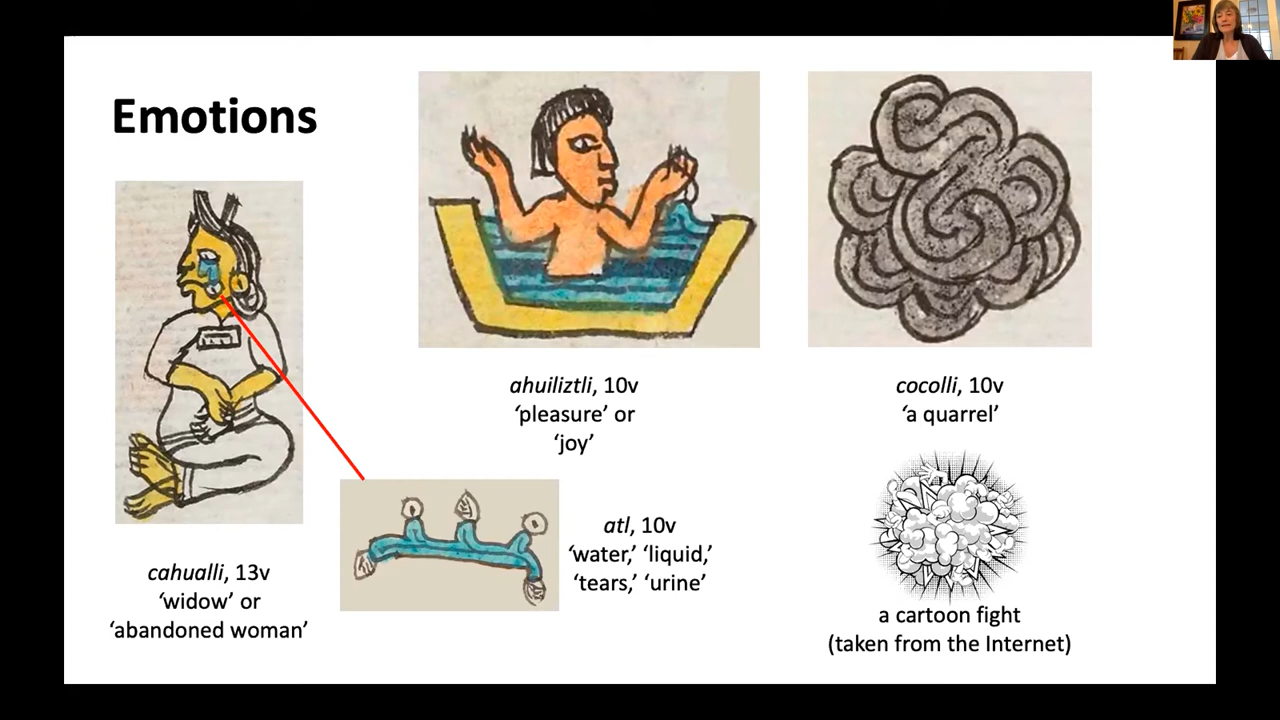 Emotions
ahuiliztli, 10v
‘pleasure’ or
‘joy’
cocolli, 10v
‘a quarrel’
atl, 10v
‘water,’ ‘liquid,’
‘tears,’ ‘urine’
cahualli, 13v
‘widow’ or
‘abandoned woman’
a cartoon fight
(taken from the Internet)